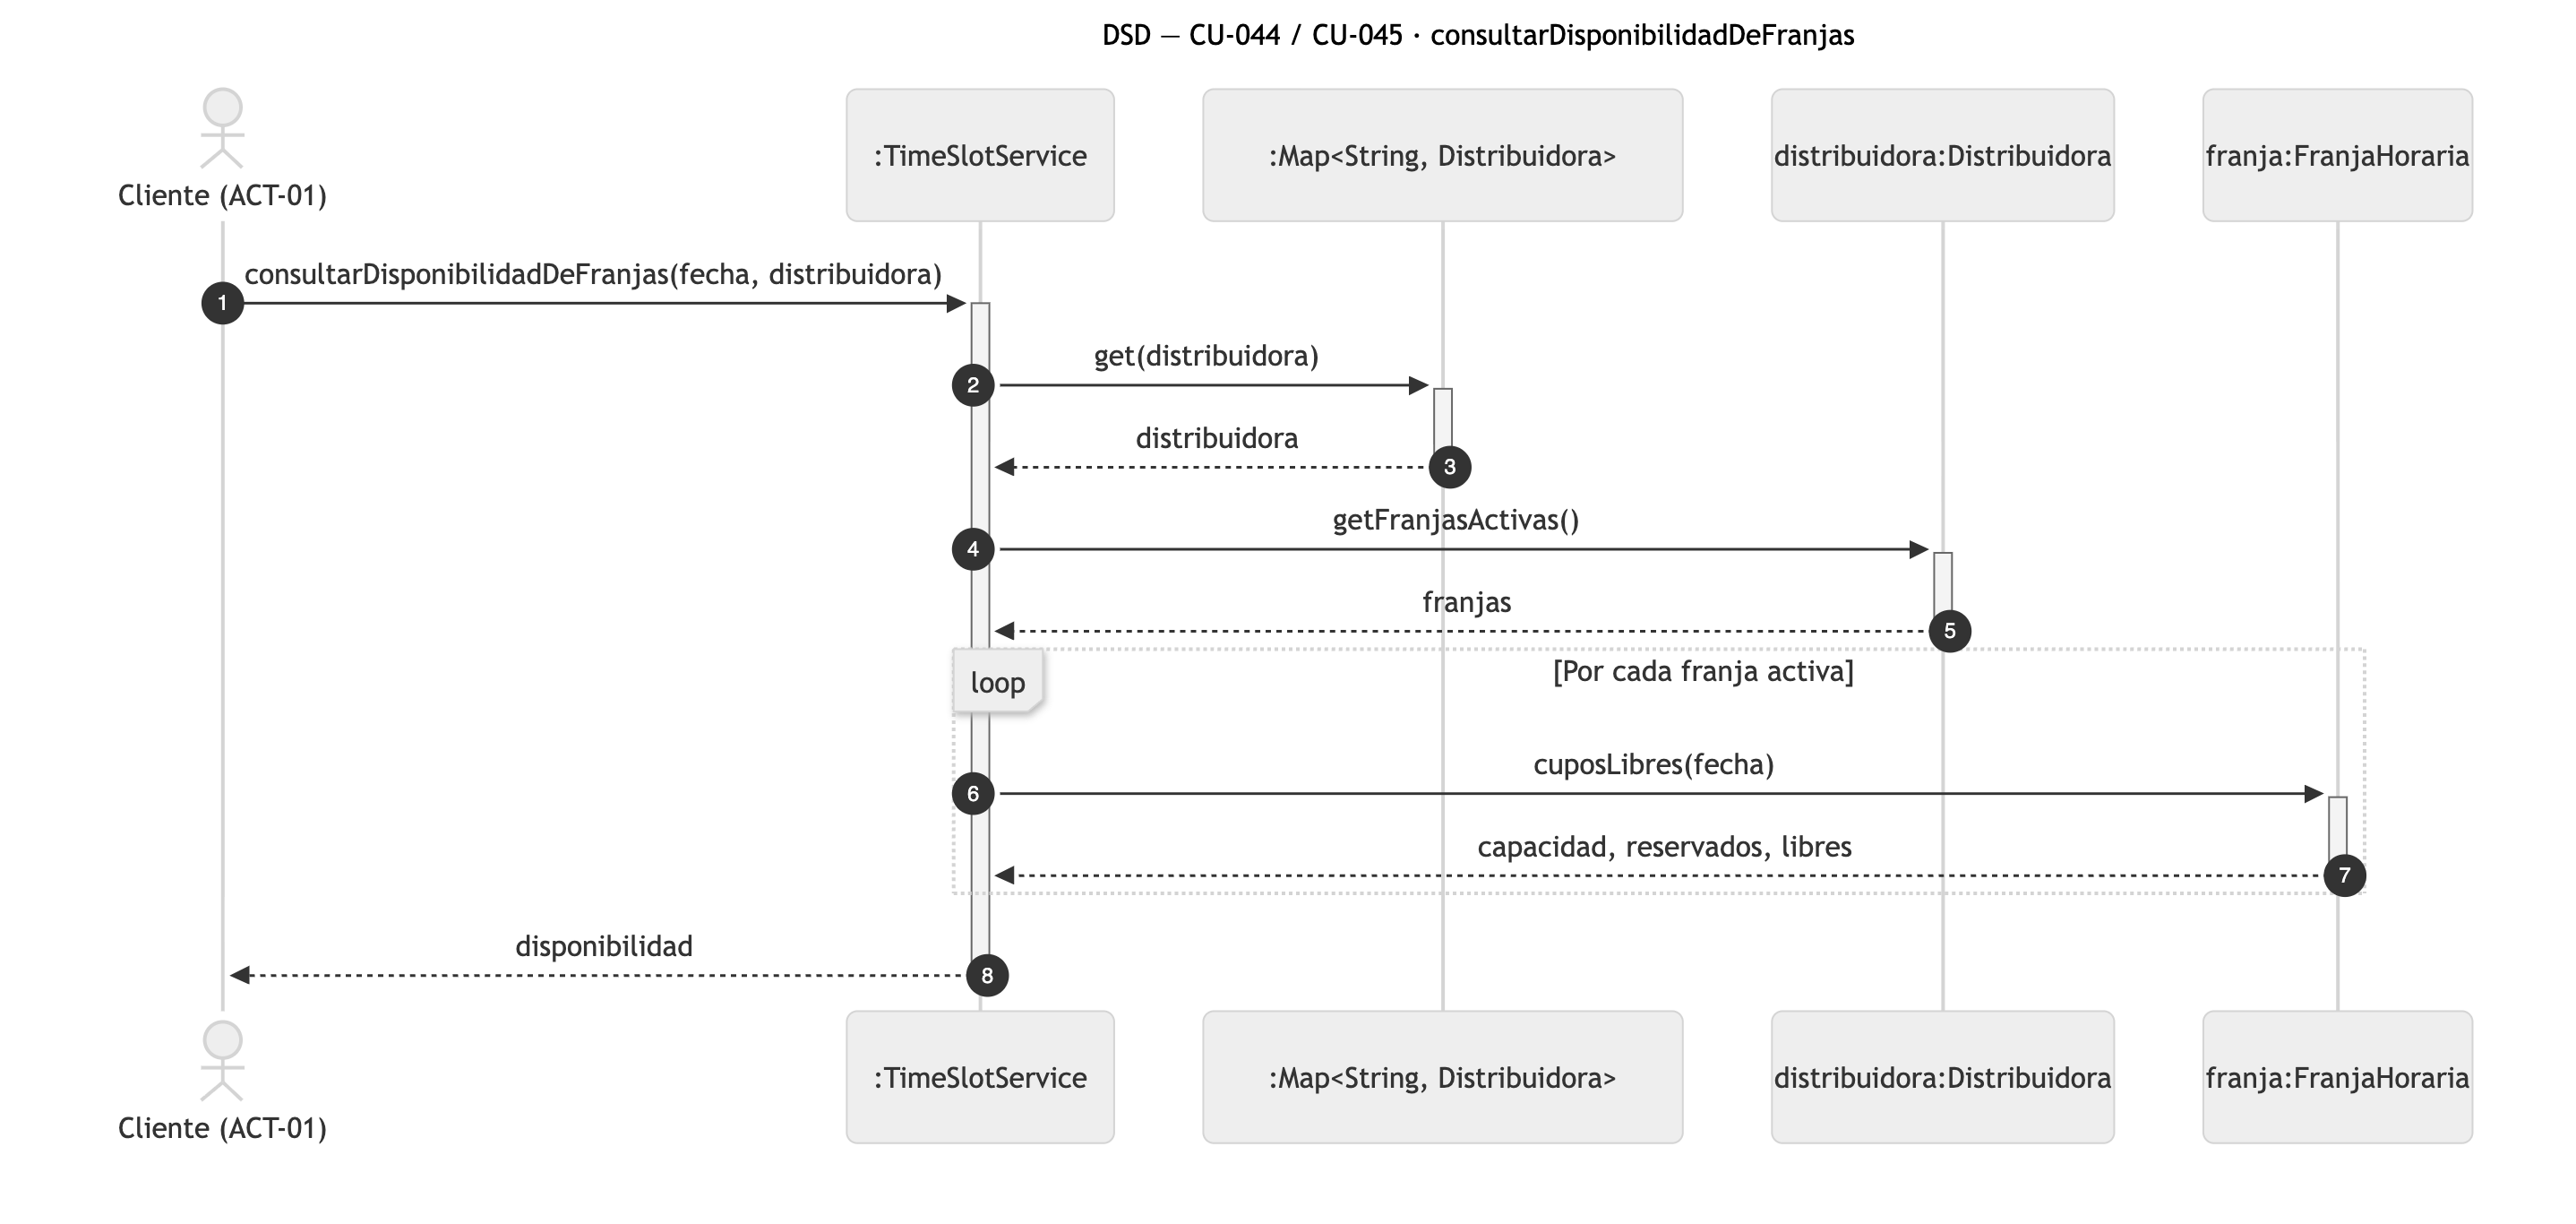 DSD — CU-044 / CU-045 · consultarDisponibilidadDeFranjas
Cliente (ACT-01)
:TimeSlotService
:Map<String, Distribuidora>
distribuidora:Distribuidora
franja:FranjaHoraria
consultarDisponibilidadDeFranjas(fecha, distribuidora)
1
get(distribuidora)
2
distribuidora
3
getFranjasActivas()
4
franjas
5
loop
[Por cada franja activa]
cuposLibres(fecha)
6
capacidad, reservados, libres
7
disponibilidad
8
Cliente (ACT-01)
:TimeSlotService
:Map<String, Distribuidora>
distribuidora:Distribuidora
franja:FranjaHoraria